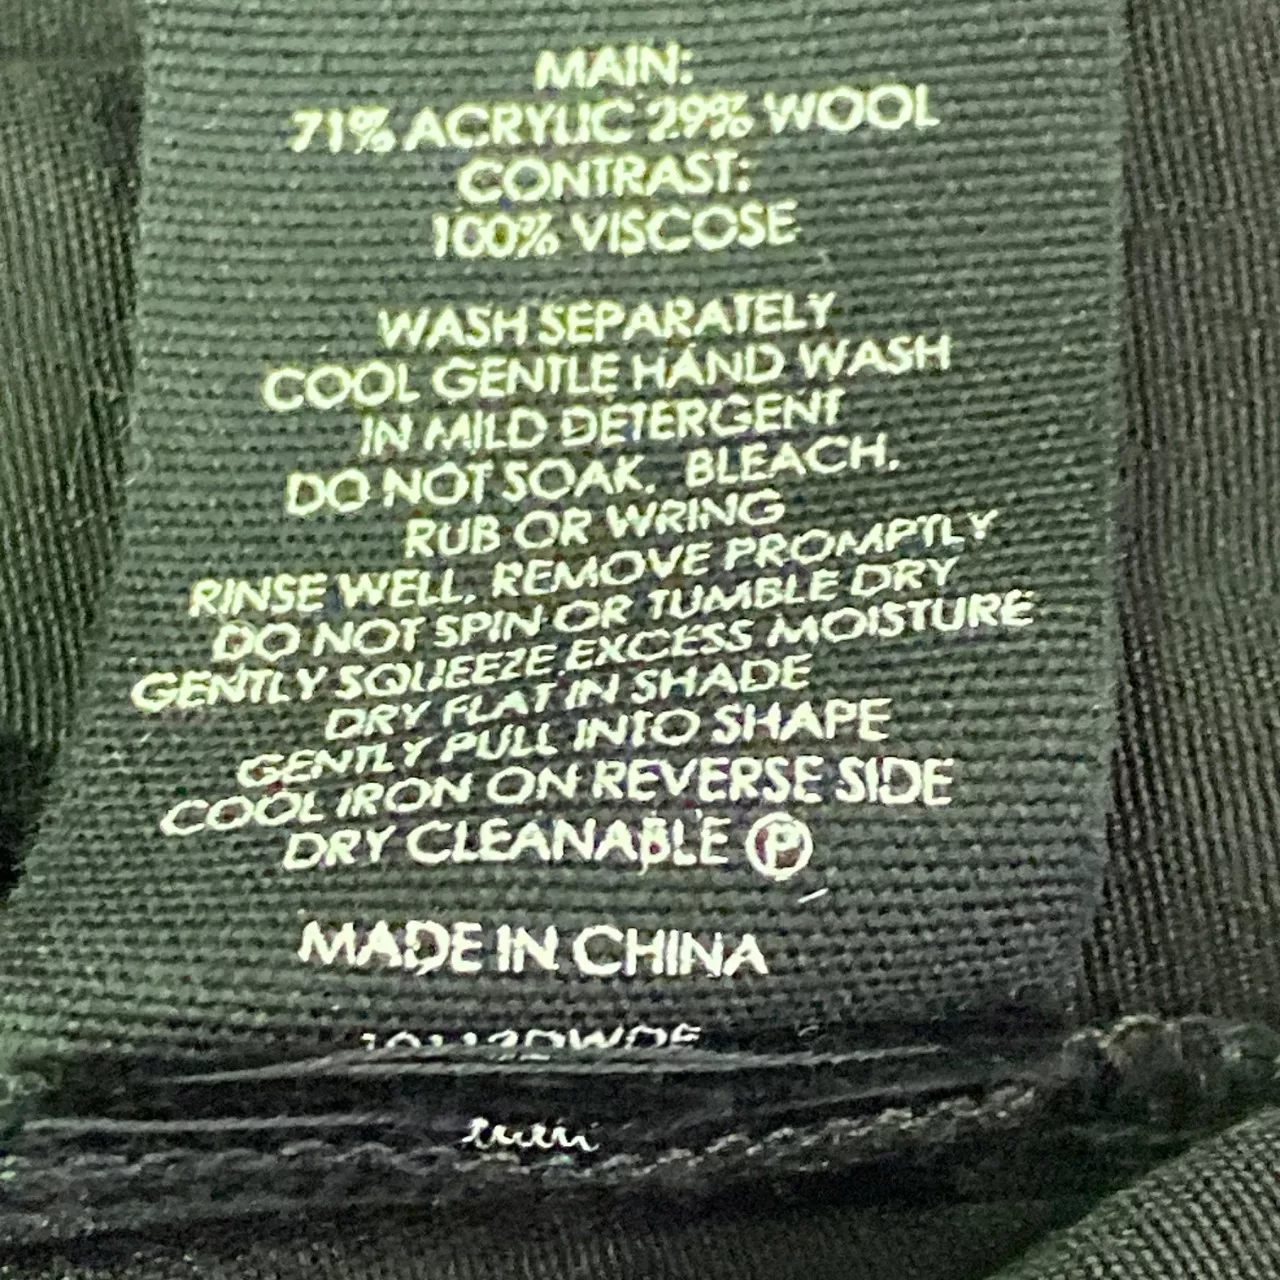 MAIN:
71% ACRYLIC 29% WOOL
CONTRAST:
100% VISCOSE
WASH SEPARATELY
COOL GENTLE HAND WASH
IN MILD DETERGENT
DO NOT SOAK, BLEACH,
RUB OR WRING
RINSE WELL, REMOVE PROMPTLY
DO NOT SPIN OR TUMBLE DRY
GENTLY SQUEEZE EXCESS MOISTURE
DRY FLAT IN SHADE
GENTLY PULL INTO SHAPE
COOL IRON ON REVERSE SIDE
DRY CLEANABLE Ⓟ
MADE IN CHINA